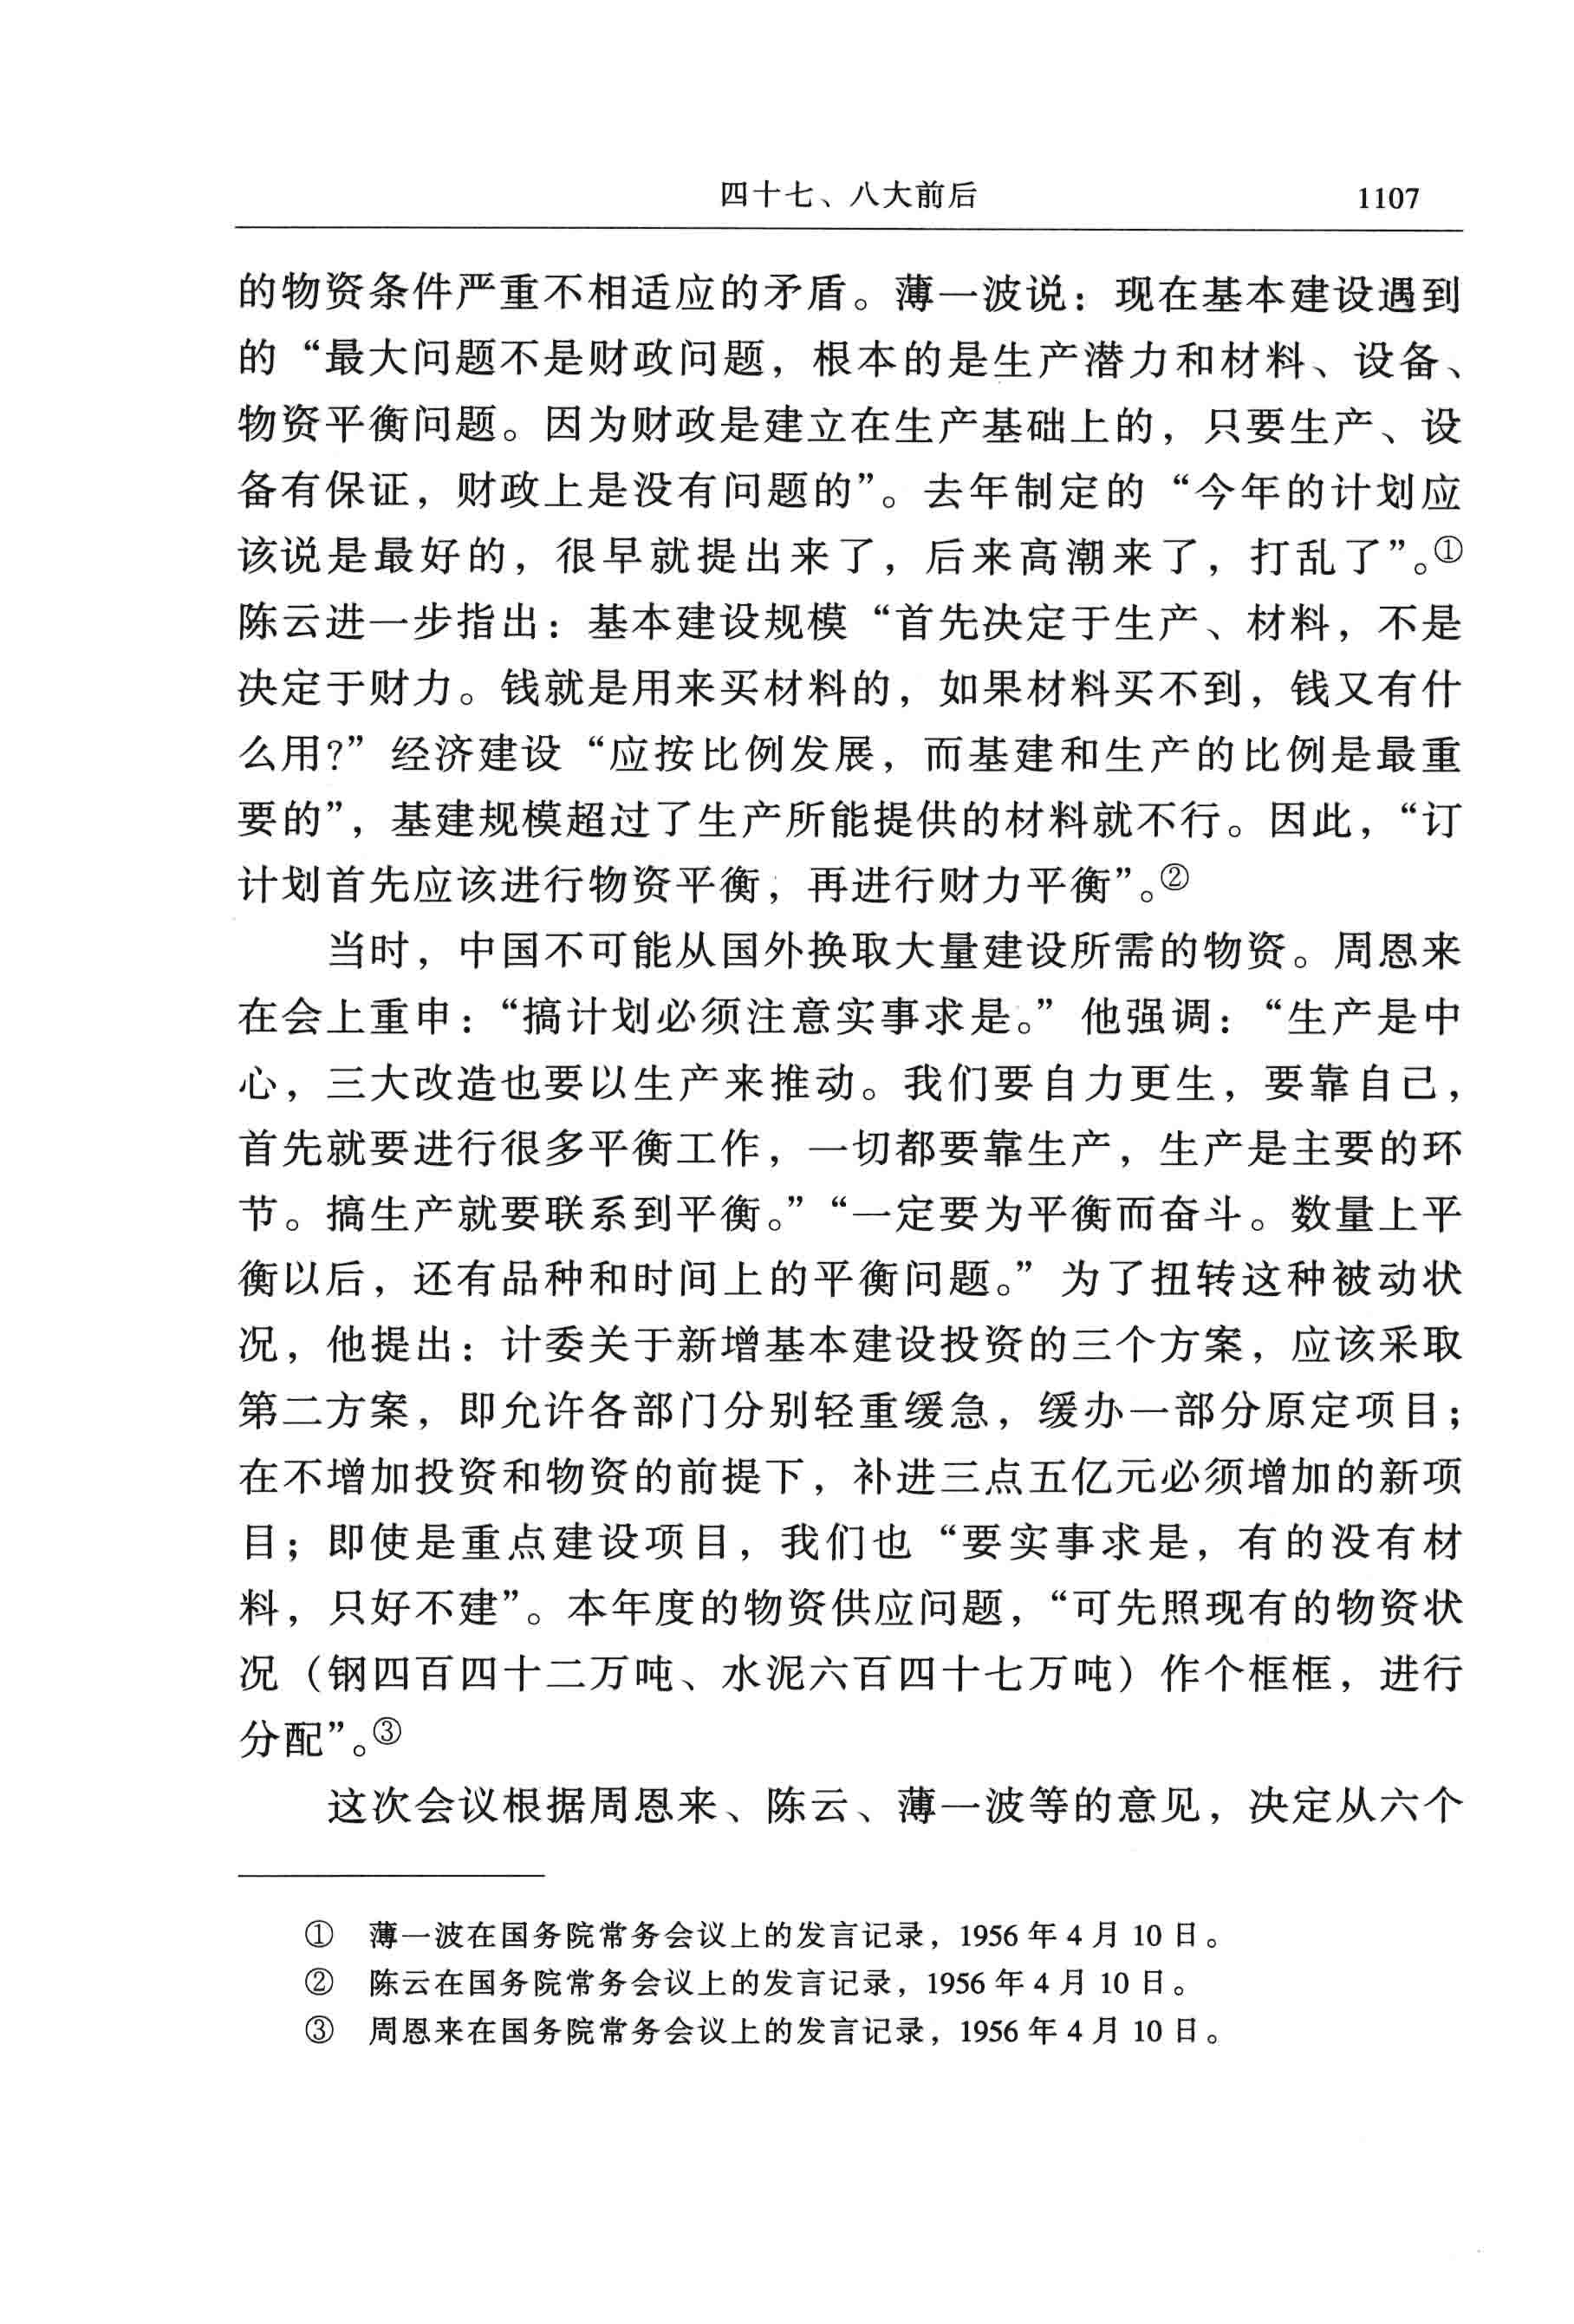 四十七、八大前后 1107
的物资条件严重不相适应的矛盾。薄一波说：现在基本建设遇到
的“最大问题不是财政问题，根本的是生产潜力和材料、设备、
物资平衡问题。因为财政是建立在生产基础上的，只要生产、设
备有保证，财政上是没有问题的”。去年制定的“今年的计划应
该说是最好的，很早就提出来了，后来高潮来了，打乱了”。①
陈云进一步指出：基本建设规模“首先决定于生产、材料，不是
决定于财力。钱就是用来买材料的，如果材料买不到，钱又有什
么用?”经济建设“应按比例发展，而基建和生产的比例是最重
要的”，基建规模超过了生产所能提供的材料就不行。因此，“订
计划首先应该进行物资平衡，再进行财力平衡”。②
当时，中国不可能从国外换取大量建设所需的物资。周恩来
在会上重申：“搞计划必须注意实事求是。”他强调：“生产是中
心，三大改造也要以生产来推动。我们要自力更生，要靠自己，
首先就要进行很多平衡工作，一切都要靠生产，生产是主要的环
节。搞生产就要联系到平衡。”“一定要为平衡而奋斗。数量上平
衡以后，还有品种和时间上的平衡问题。”为了扭转这种被动状
况，他提出：计委关于新增基本建设投资的三个方案，应该采取
第二方案，即允许各部门分别轻重缓急，缓办一部分原定项目；
在不增加投资和物资的前提下，补进三点五亿元必须增加的新项
目；即使是重点建设项目，我们也“要实事求是，有的没有材
料，只好不建”。本年度的物资供应问题，“可先照现有的物资状
况（钢四百四十二万吨、水泥六百四十七万吨）作个框框，进行
分配”。③
这次会议根据周恩来、陈云、薄一波等的意见，决定从六个
① 薄一波在国务院常务会议上的发言记录，1956 年 4 月 10 日。
② 陈云在国务院常务会议上的发言记录，1956 年 4 月 10 日。
③ 周恩来在国务院常务会议上的发言记录，1956 年 4 月 10 日。